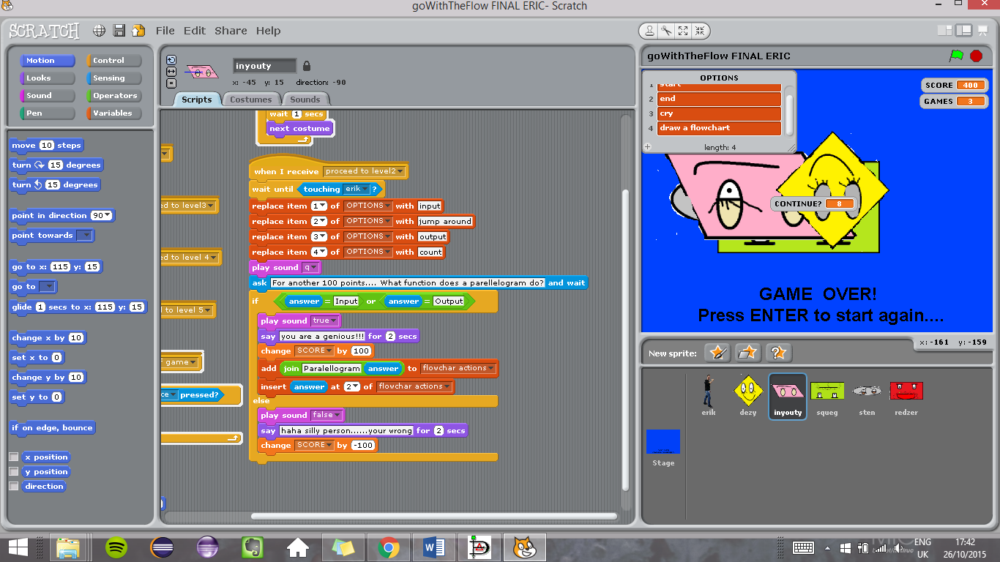 goWithTheFlow FINAL ERIC- Scratch
SCRATCH
File Edit Share Help
Motion Control
Looks Sensing
Sound Operators
Pen Variables
move 10 steps
turn 15 degrees
turn 15 degrees
point in direction 90
point towards
go to x: 115 y: 15
go to
glide 1 secs to x: 115 y: 15
change x by 10
set x to 0
change y by 10
set y to 0
if on edge, bounce
x position
y position
direction
inyouty
x: -45 y: 15 direction: -90
Scripts Costumes Sounds
ed to level3
ed to level 4
d to level 5
game
pressed?
wait 1 secs
next costume
when I receive proceed to level2
wait until touching erik ?
replace item 1 of OPTIONS with input
replace item 2 of OPTIONS with jump around
replace item 3 of OPTIONS with output
replace item 4 of OPTIONS with count
play sound q
ask For another 100 points.... What function does a parellelogram do? and wait
if answer = Input or answer = Output
play sound true
say you are a genious!!! for 2 secs
change SCORE by 100
add join Paralellogram answer to flowchar actions
insert answer at 2 of flowchar actions
else
play sound false
say haha silly person......your wrong for 2 secs
change SCORE by -100
goWithTheFlow FINAL ERIC
OPTIONS
1 start
2 end
3 cry
4 draw a flowchart
+ length: 4
SCORE 400
GAMES 3
CONTINUE? 8
GAME OVER!
Press ENTER to start again....
x: -161 y: -159
New sprite:
erik dezy inyouty squeg sten redzer
Stage
ENG
UK
17:42
26/10/2015